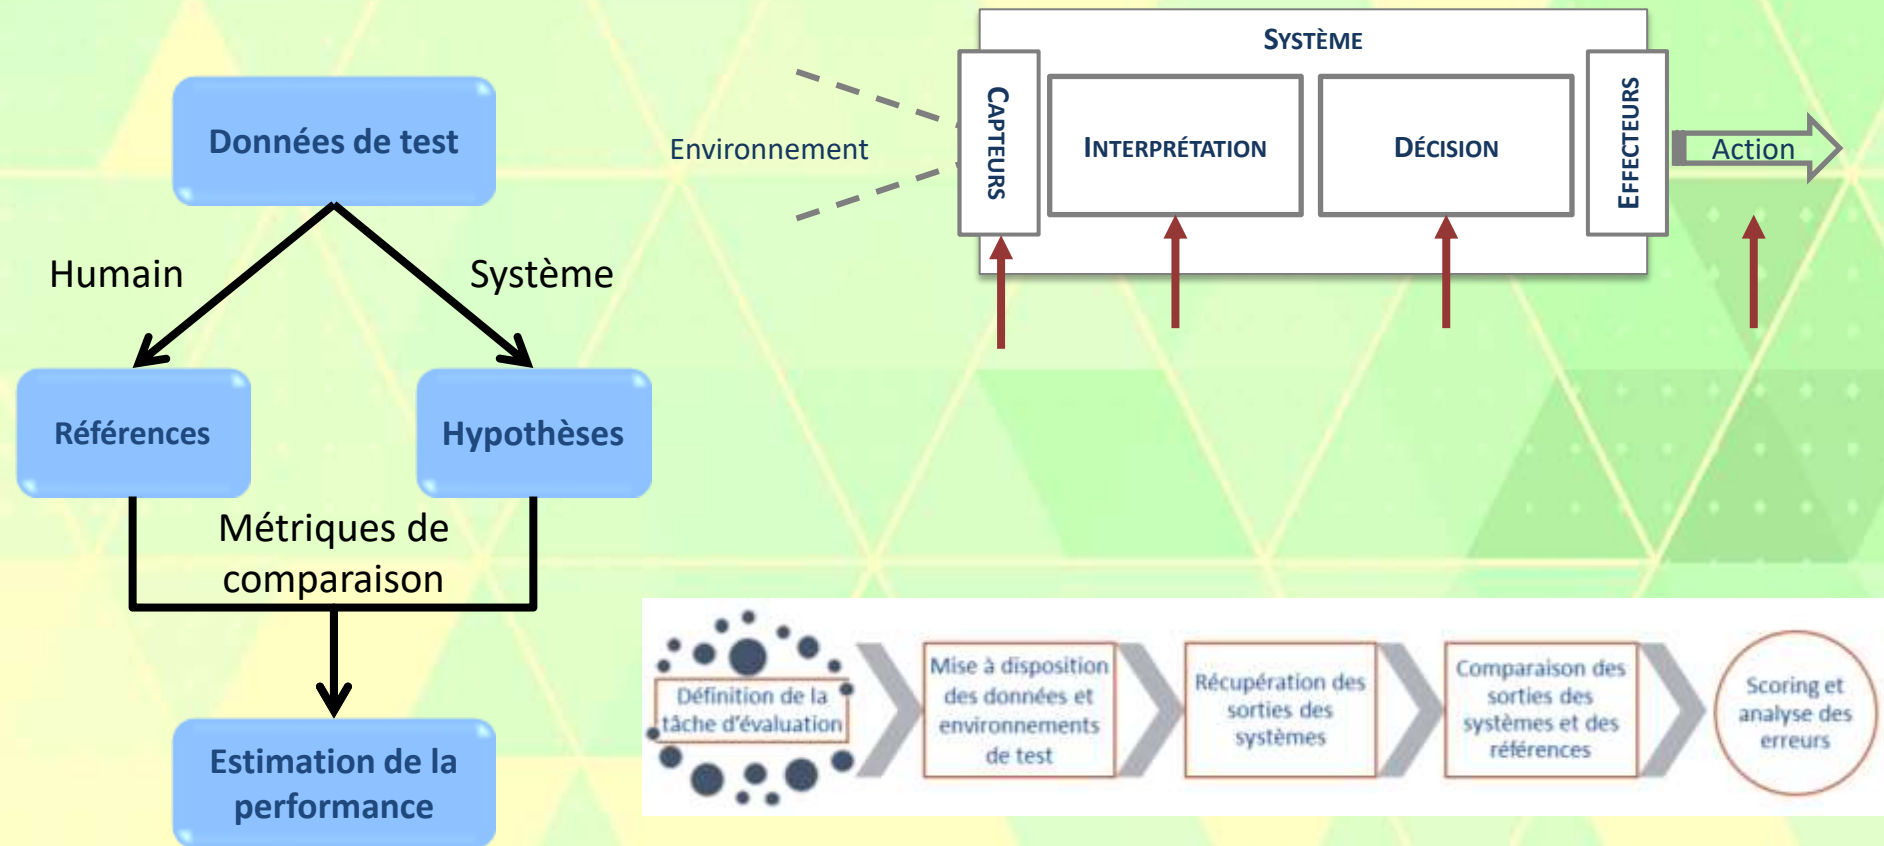 Données de test
Humain
Système
Références
Hypothèses
Métriques de
comparaison
Estimation de la
performance
SYSTÈME
Environnement
CAPTEURS
INTERPRÉTATION
DÉCISION
EFFECTEURS
Action
Définition de la
tâche d'évaluation
Mise à disposition
des données et
environnements
de test
Récupération des
sorties des
systèmes
Comparaison des
sorties des
systèmes et des
références
Scoring et
analyse des
erreurs